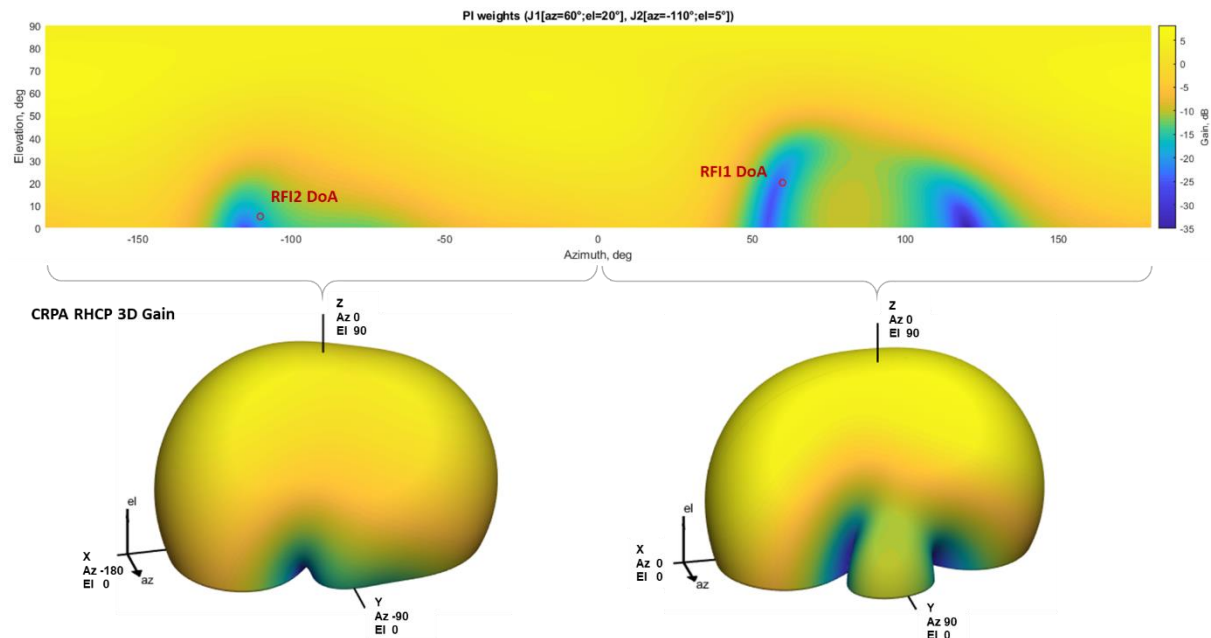 PI weights (J1[az=60°;el=20°], J2[az=-110°;el=5°])
90
80
70
60
50
40
30
20
10
0
Elevation, deg
RFI2 DoA
RFI1 DoA
-150
-100
-50
0
50
100
150
Azimuth, deg
5
0
-5
-10
-15
-20
-25
-30
-35
Gain, dB
CRPA RHCP 3D Gain
Z
Az 0
El 90
el
X
Az -180
El 0
az
Y
Az -90
El 0
Z
Az 0
El 90
el
X
Az 0
El 0
az
Y
Az 90
El 0